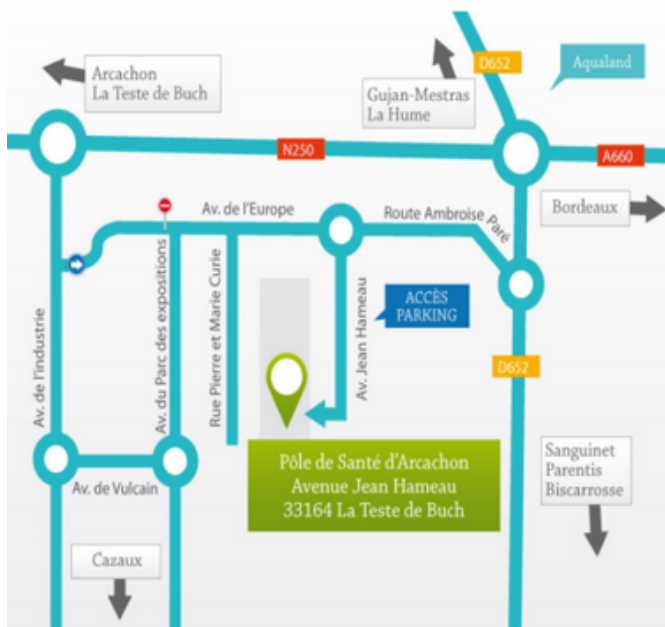 D652
Aqualand
Arcachon
La Teste de Buch
Gujan-Mestras
La Hume
N250
A660
Bordeaux
Av. de l'Europe
Route Ambroise Paré
Av. de l'industrie
Av. du Parc des expositions
Rue Pierre et Marie Curie
Av. Jean Hameau
ACCÈS
PARKING
D652
Pôle de Santé d'Arcachon
Avenue Jean Hameau
33164 La Teste de Buch
Sanguinet
Parentis
Biscarrosse
Av. de Vulcain
Cazaux